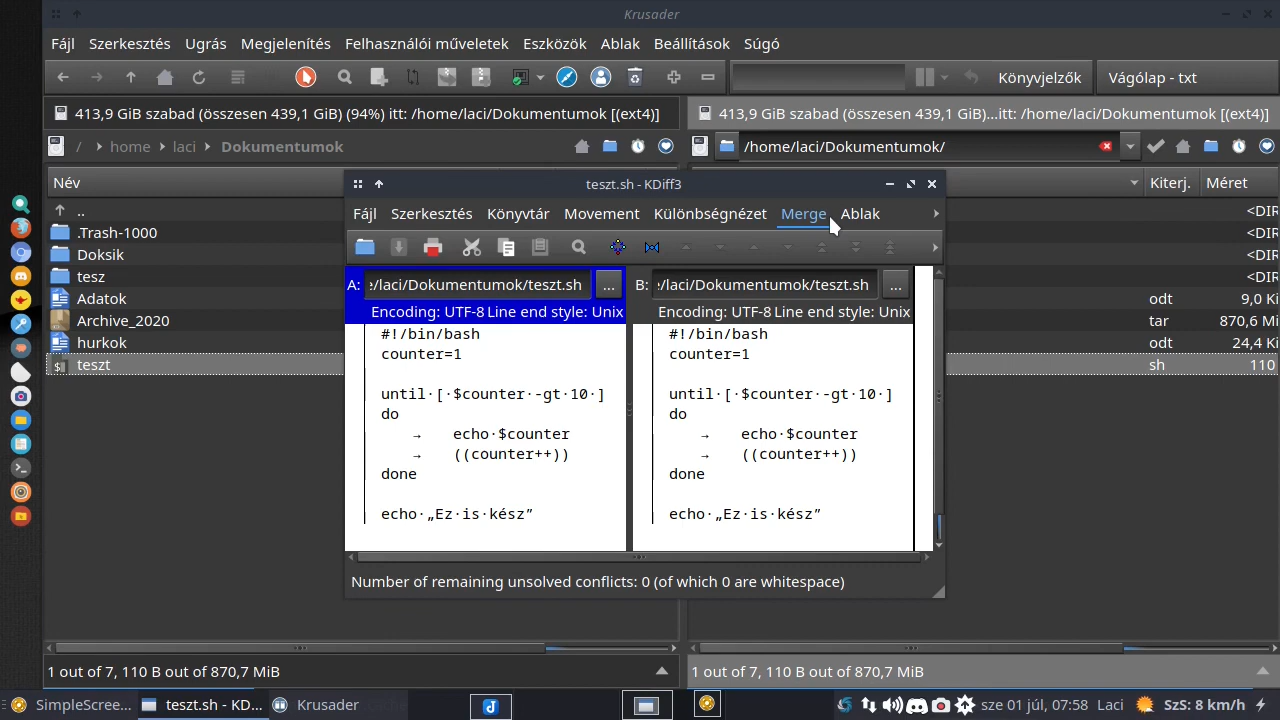 Krusader
Fájl Szerkesztés Ugrás Megjelenítés Felhasználói műveletek Eszközök Ablak Beállítások Súgó
Könyvjelzők Vágólap - txt
413,9 GiB szabad (összesen 439,1 GiB) (94%) itt: /home/laci/Dokumentumok [(ext4)]
413,9 GiB szabad (összesen 439,1 GiB)...itt: /home/laci/Dokumentumok [(ext4)]
/ home laci Dokumentumok
/home/laci/Dokumentumok/
Név
Kiterj. Méret
..
<DIR
.Trash-1000
<DIR
Doksik
<DIR
tesz
<DIR
Adatok
odt 9,0 Ki
Archive_2020
tar 870,6 Mi
hurkok
odt 24,4 Ki
teszt
sh 110
teszt.sh - KDiff3
Fájl Szerkesztés Könyvtár Movement Különbségnézet Merge Ablak
A: e/laci/Dokumentumok/teszt.sh ...
Encoding: UTF-8 Line end style: Unix
#!/bin/bash
counter=1
until·[·$counter·-gt·10·]
do
→ echo·$counter
→ ((counter++))
done
echo·„Ez·is·kész”
B: e/laci/Dokumentumok/teszt.sh ...
Encoding: UTF-8 Line end style: Unix
#!/bin/bash
counter=1
until·[·$counter·-gt·10·]
do
→ echo·$counter
→ ((counter++))
done
echo·„Ez·is·kész”
Number of remaining unsolved conflicts: 0 (of which 0 are whitespace)
1 out of 7, 110 B out of 870,7 MiB
1 out of 7, 110 B out of 870,7 MiB
SimpleScree... teszt.sh - KD... Krusader
sze 01 júl, 07:58 Laci SzS: 8 km/h